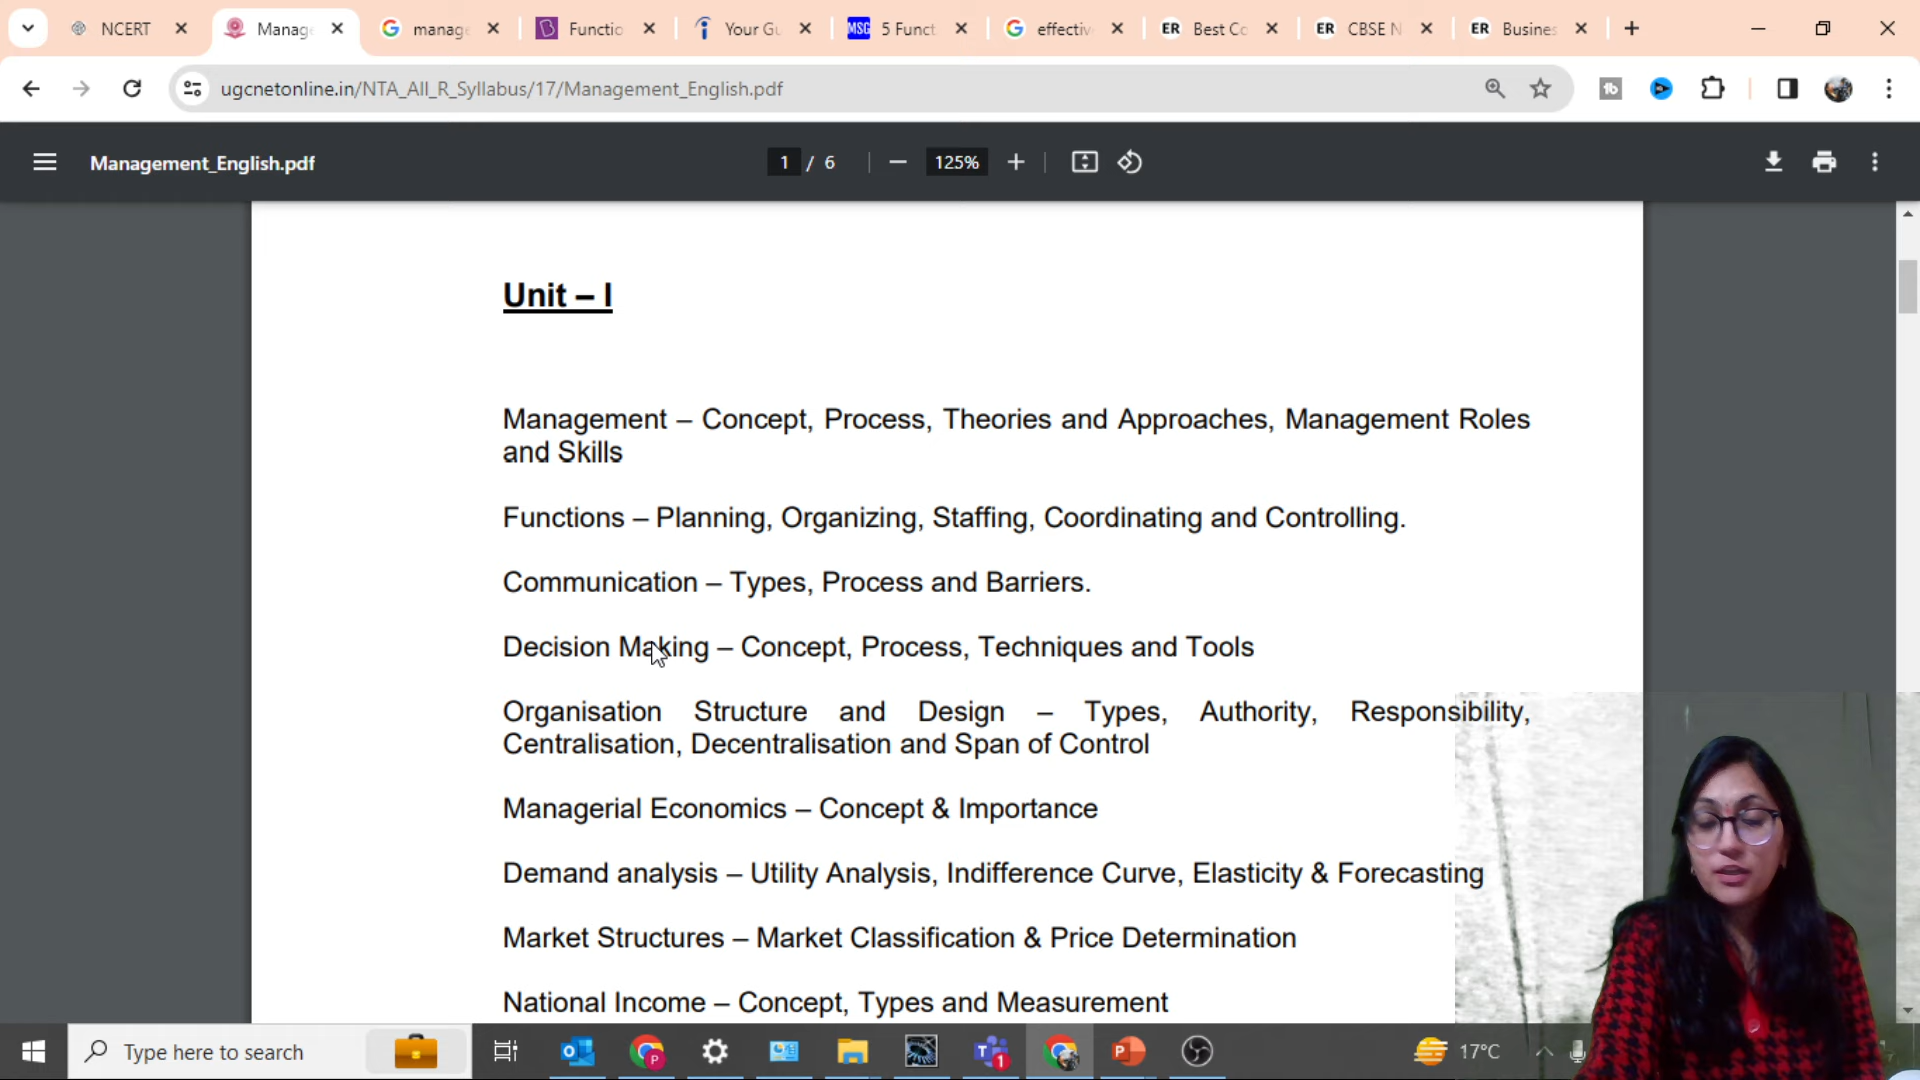 NCERT
Manag
manag
Functio
Your Gu
MSG
5 Funct
effectiv
ER
Best Co
ER
CBSE N
ER
Busines
ugcnetonline.in/NTA_All_R_Syllabus/17/Management_English.pdf
Management_English.pdf
1 / 6
125%
Unit – I
Management – Concept, Process, Theories and Approaches, Management Roles
and Skills
Functions – Planning, Organizing, Staffing, Coordinating and Controlling.
Communication – Types, Process and Barriers.
Decision Making – Concept, Process, Techniques and Tools
Organisation Structure and Design – Types, Authority, Responsibility,
Centralisation, Decentralisation and Span of Control
Managerial Economics – Concept & Importance
Demand analysis – Utility Analysis, Indifference Curve, Elasticity & Forecasting
Market Structures – Market Classification & Price Determination
National Income – Concept, Types and Measurement
Type here to search
17°C